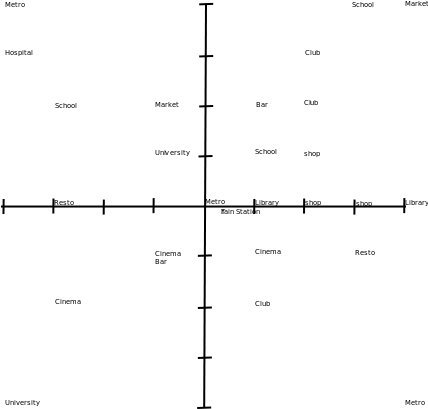 Metro
School
Market
Hospital
Club
School
Market
Bar
Club
University
School
shop
Resto
Metro
Library
shop
shop
Library
Tain Station
Cinema
Bar
Cinema
Resto
Cinema
Club
University
Metro